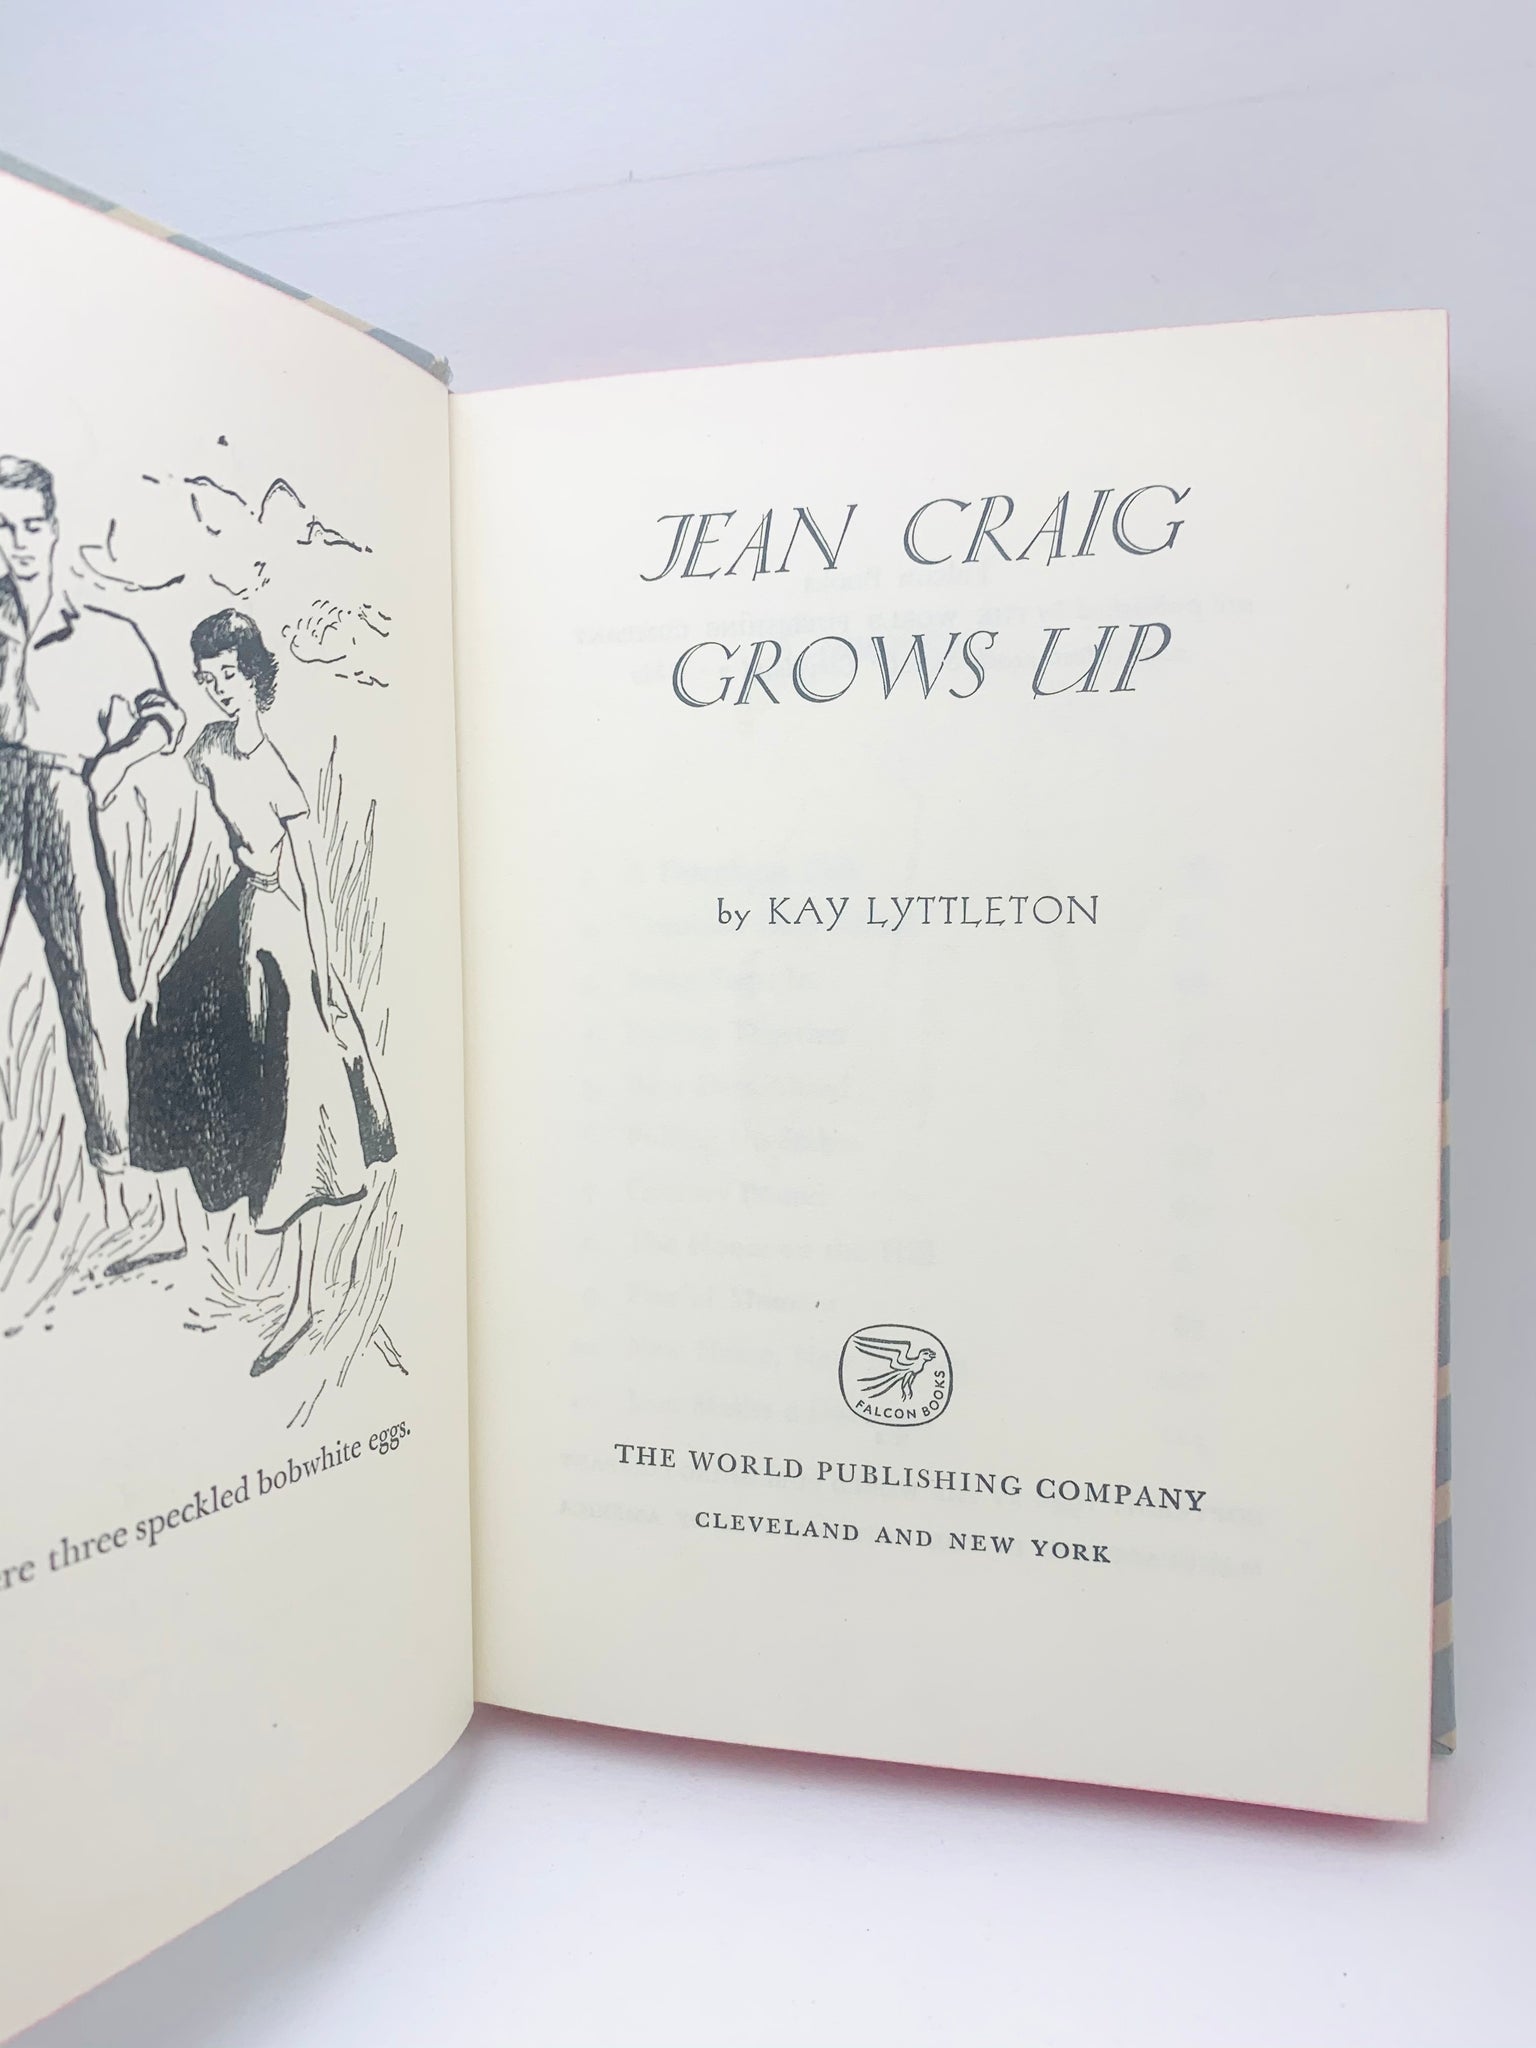 three speckled bobwhite eggs.
JEAN CRAIG
GROWS UP
by KAY LYTTLETON
FALCON BOOKS
THE WORLD PUBLISHING COMPANY
CLEVELAND AND NEW YORK